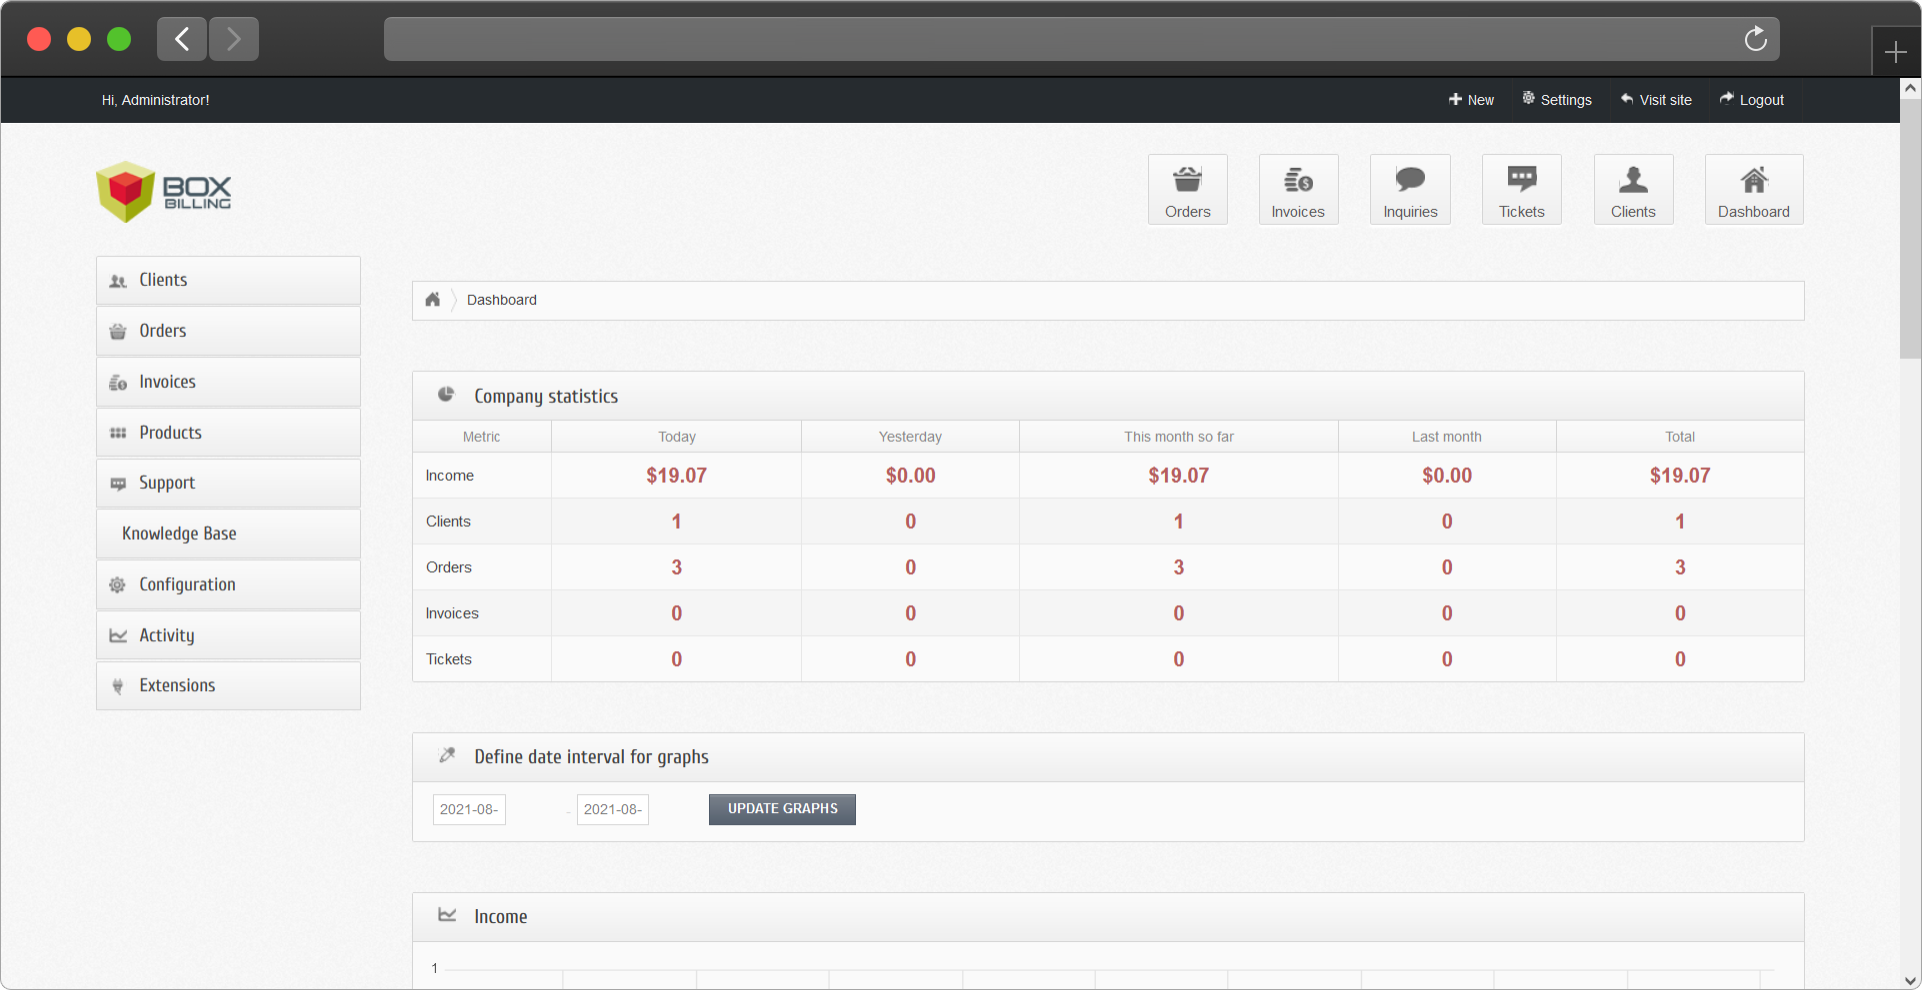 Hi, Administrator!
New Settings Visit site Logout
BOX
BILLING
Orders Invoices Inquiries Tickets Clients Dashboard
Clients
Orders
Invoices
Products
Support
Knowledge Base
Configuration
Activity
Extensions
Dashboard
Company statistics
Metric Today Yesterday This month so far Last month Total
Income $19.07 $0.00 $19.07 $0.00 $19.07
Clients 1 0 1 0 1
Orders 3 0 3 0 3
Invoices 0 0 0 0 0
Tickets 0 0 0 0 0
Define date interval for graphs
2021-08- - 2021-08- UPDATE GRAPHS
Income
1